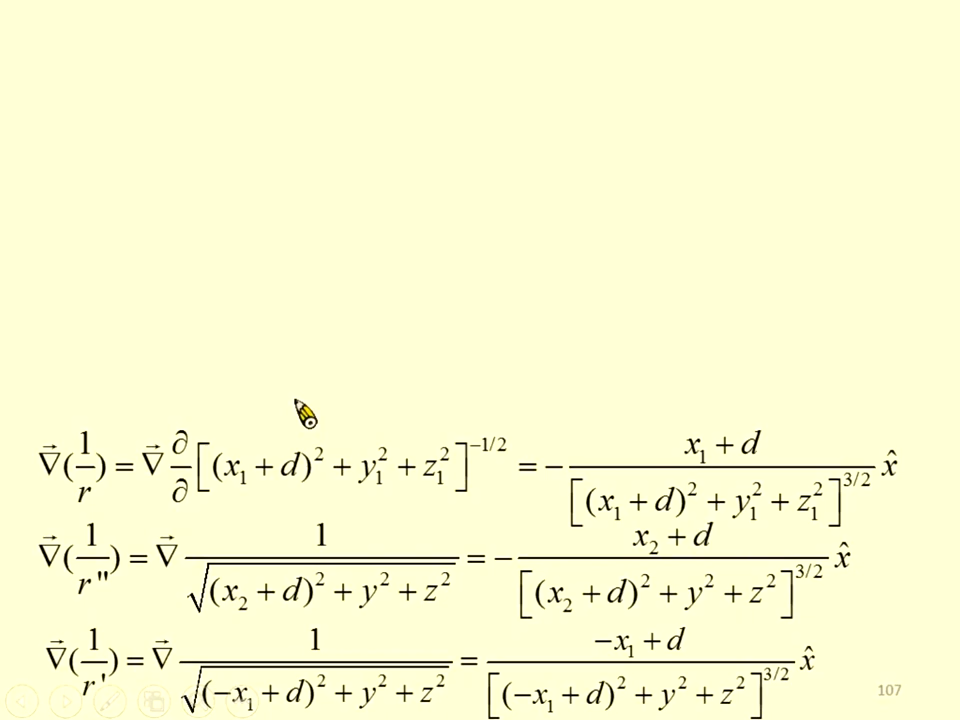 ∇⃗(1/r) = ∇⃗ ∂/∂ [(x₁ + d)² + y₁² + z₁²]^(−1/2) = − (x₁ + d) / [(x₁ + d)² + y₁² + z₁²]^(3/2) x̂
∇⃗(1/r") = ∇⃗ 1/√((x₂ + d)² + y² + z²) = − (x₂ + d) / [(x₂ + d)² + y² + z²]^(3/2) x̂
∇⃗(1/r') = ∇⃗ 1/√((−x₁ + d)² + y² + z²) = (−x₁ + d) / [(−x₁ + d)² + y² + z²]^(3/2) x̂
107